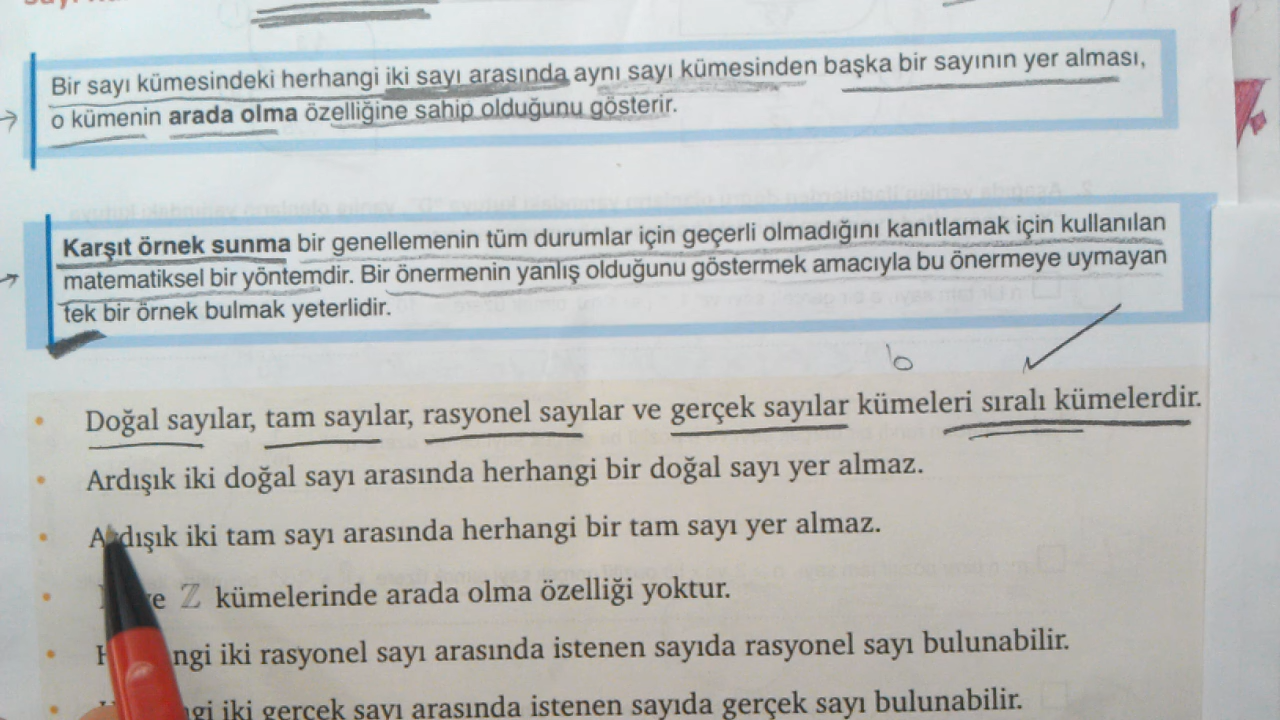 Bir sayı kümesindeki herhangi iki sayı arasında aynı sayı kümesinden başka bir sayının yer alması,
o kümenin arada olma özelliğine sahip olduğunu gösterir.
Karşıt örnek sunma bir genellemenin tüm durumlar için geçerli olmadığını kanıtlamak için kullanılan
matematiksel bir yöntemdir. Bir önermenin yanlış olduğunu göstermek amacıyla bu önermeye uymayan
tek bir örnek bulmak yeterlidir.
• Doğal sayılar, tam sayılar, rasyonel sayılar ve gerçek sayılar kümeleri sıralı kümelerdir.
• Ardışık iki doğal sayı arasında herhangi bir doğal sayı yer almaz.
• Ardışık iki tam sayı arasında herhangi bir tam sayı yer almaz.
• ve ℤ kümelerinde arada olma özelliği yoktur.
• iki rasyonel sayı arasında istenen sayıda rasyonel sayı bulunabilir.
• iki gerçek sayı arasında istenen sayıda gerçek sayı bulunabilir.